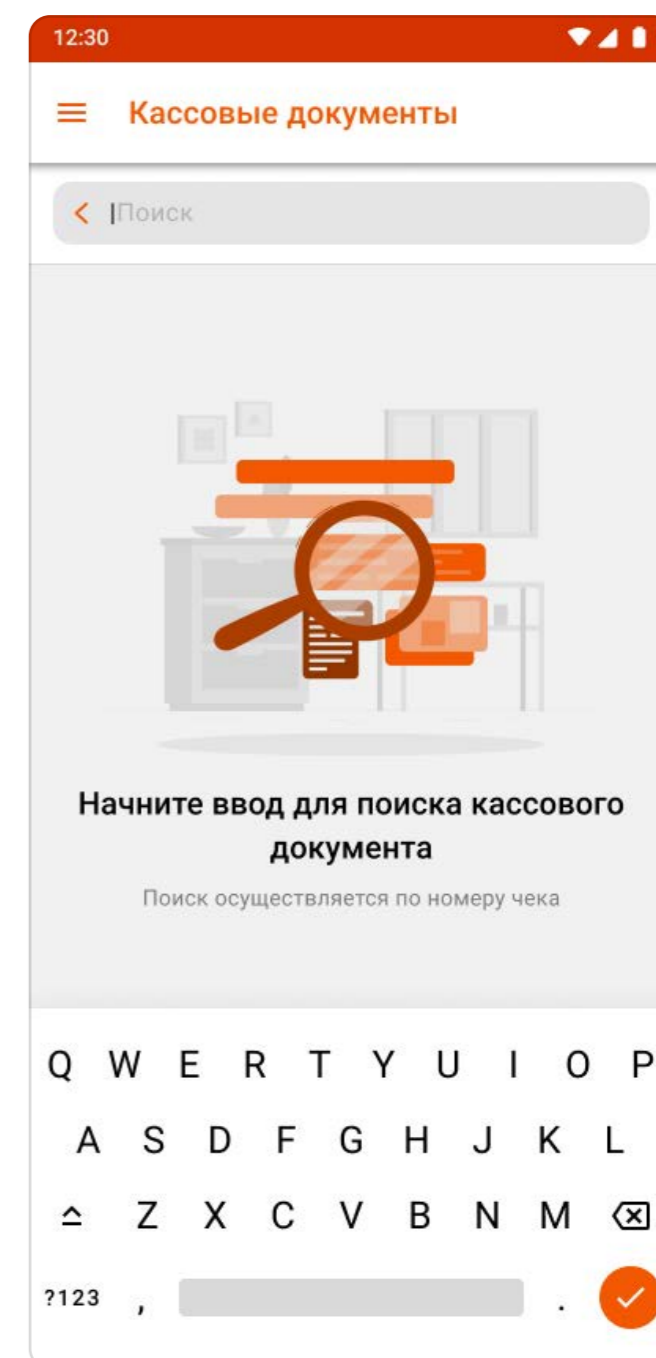 12:30
Кассовые документы
Поиск
Начните ввод для поиска кассового
документа
Поиск осуществляется по номеру чека
Q W E R T Y U I O P
A S D F G H J K L
Z X C V B N M
?123 , .